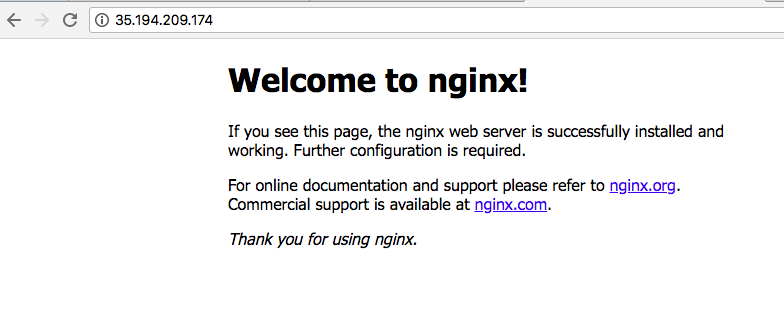 35.194.209.174
Welcome to nginx!
If you see this page, the nginx web server is successfully installed and
working. Further configuration is required.
For online documentation and support please refer to nginx.org.
Commercial support is available at nginx.com.
Thank you for using nginx.